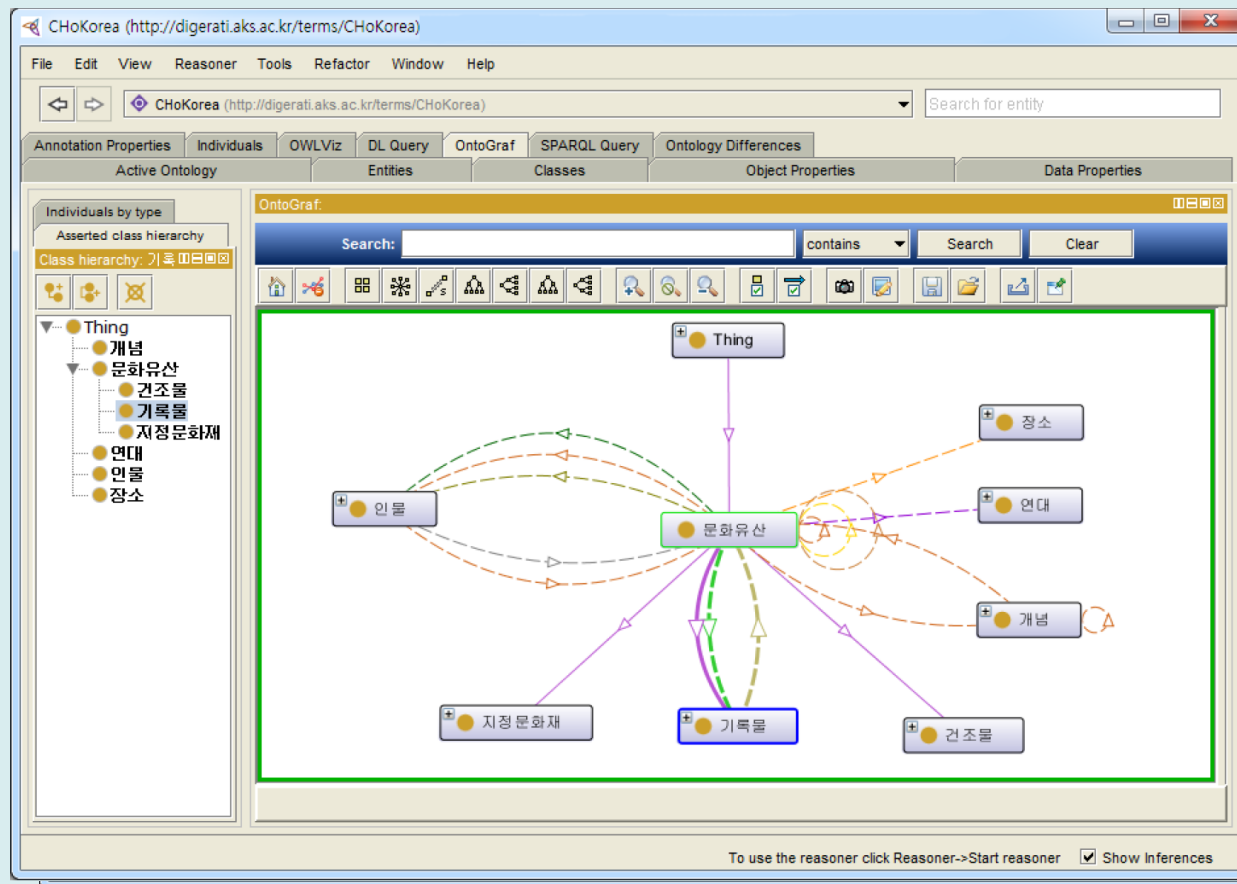 CHoKorea (http://digerati.aks.ac.kr/terms/CHoKorea)
File Edit View Reasoner Tools Refactor Window Help
CHoKorea (http://digerati.aks.ac.kr/terms/CHoKorea)
Search for entity
Annotation Properties Individuals OWLViz DL Query OntoGraf SPARQL Query Ontology Differences
Active Ontology Entities Classes Object Properties Data Properties
Individuals by type
Asserted class hierarchy
Class hierarchy: 기록
Thing
개념
문화유산
건조물
기록물
지정문화재
연대
인물
장소
OntoGraf:
Search: contains Search Clear
Thing
장소
인물
연대
문화유산
개념
지정문화재
기록물
건조물
To use the reasoner click Reasoner->Start reasoner Show Inferences